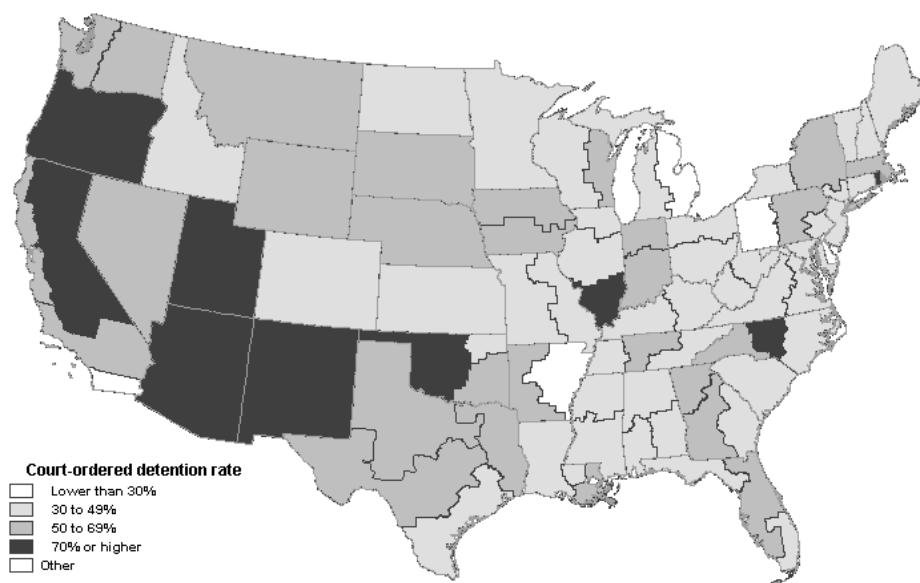 Court-ordered detention rate
Lower than 30%
30 to 49%
50 to 69%
70% or higher
Other